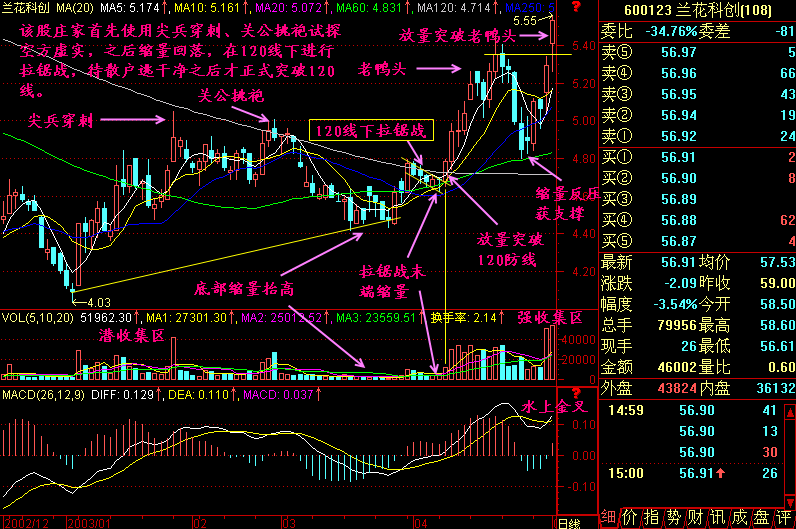 兰花科创 MA(20) MA5: 5.174↑, MA10: 5.161↑, MA20: 5.072↑, MA60: 4.831↑, MA120: 4.714↑, MA250: 5
5.55
该股庄家首先使用尖兵穿刺、关公挑袍试探
空方虚实，之后缩量回落，在120线下进行
拉锯战，待散户逃干净之后才正式突破120
线。
放量突破老鸭头
老鸭头
关公挑袍
尖兵穿刺
120线下拉锯战
缩量反压
获支撑
放量突破
120防线
拉锯战末
端缩量
底部缩量抬高
4.03
5.40
5.20
5.00
4.80
4.60
4.40
4.20
VOL(5,10,20) 51962.30↑, MA1: 27301.30↑, MA2: 25012.52↑, MA3: 23559.51↑ 换手率: 2.14↑
潜收集区
强收集区
40000
20000
MACD(26,12,9) DIFF: 0.129↑, DEA: 0.110↑, MACD: 0.037↑
水上金叉
0.10
0.00
-0.10
2002/12 2003/01 02 03 04 日线
600123 兰花科创(108)
委比 -34.76% 委差 -81
卖⑤ 56.97 5
卖④ 56.96 66
卖③ 56.95 43
卖② 56.94 19
卖① 56.92 24
买① 56.91 2
买② 56.90 8
买③ 56.89
买④ 56.88 62
买⑤ 56.87 4
最新 56.91 均价 57.53
涨跌 -2.09 昨收 59.00
幅度 -3.54% 今开 58.50
总手 79956 最高 58.60
现手 26 最低 56.61
金额 46002 量比 0.60
外盘 43824 内盘 36132
14:59 56.90 41
56.90 13
56.90 30
15:00 56.91↑ 26
细 价 指 势 财 讯 成 盘 评